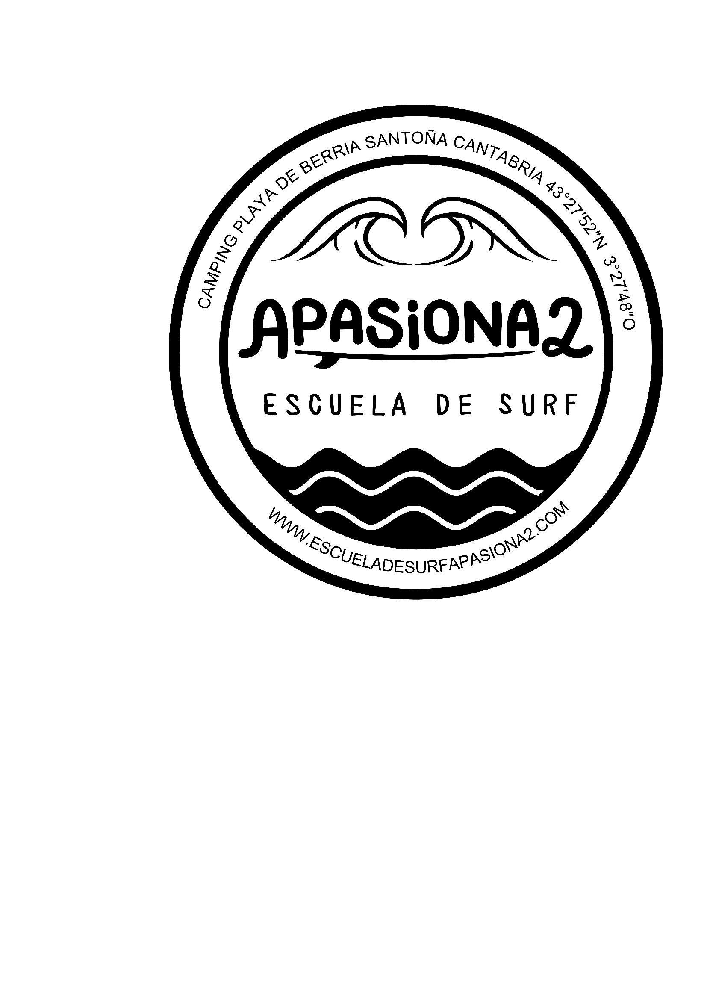 CAMPING PLAYA DE BERRIA SANTOÑA CANTABRIA 43°27'52"N 3°27'48"O
APASiONA2
ESCUELA DE SURF
WWW.ESCUELADESURFAPASIONA2.COM